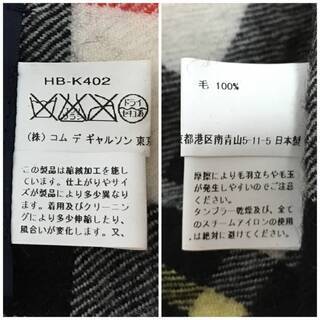 HB-K402
ドライ
(株) コム デ ギャルソン 東京
この製品は縮絨加工を施し
ています。仕上がりサイズ
が多少異なります。
着用及びクリーニン
グにより多少伸縮したり、
風合いが変化します。又、
毛 100%
京都港区南青山5-11-5 日本製
摩擦により毛羽立ちや毛玉
が発生しやすいのでご注意下さい。
タンブラー乾燥及び、全て
のスチームアイロンの使用
は絶対に避けてください。